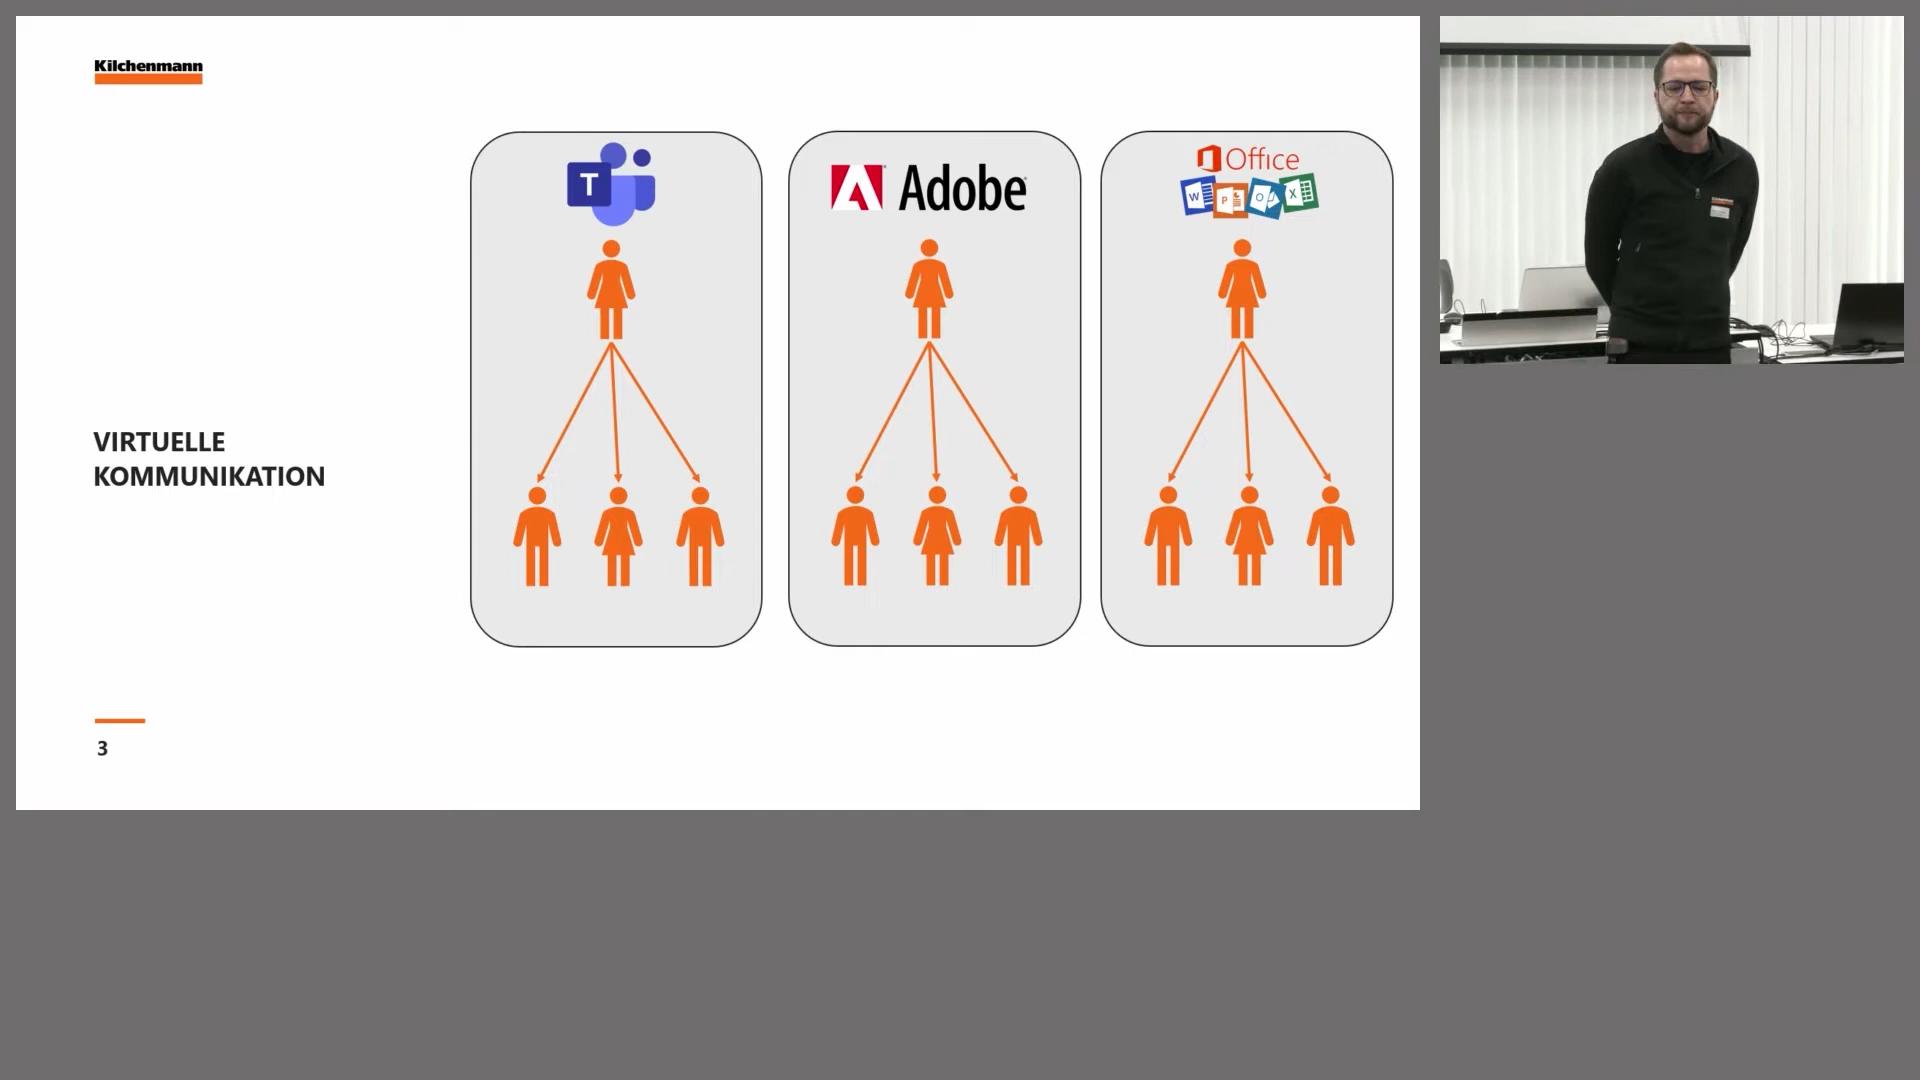 Kilchenmann
T
Adobe
Office
W
P
O
X
VIRTUELLE
KOMMUNIKATION
3